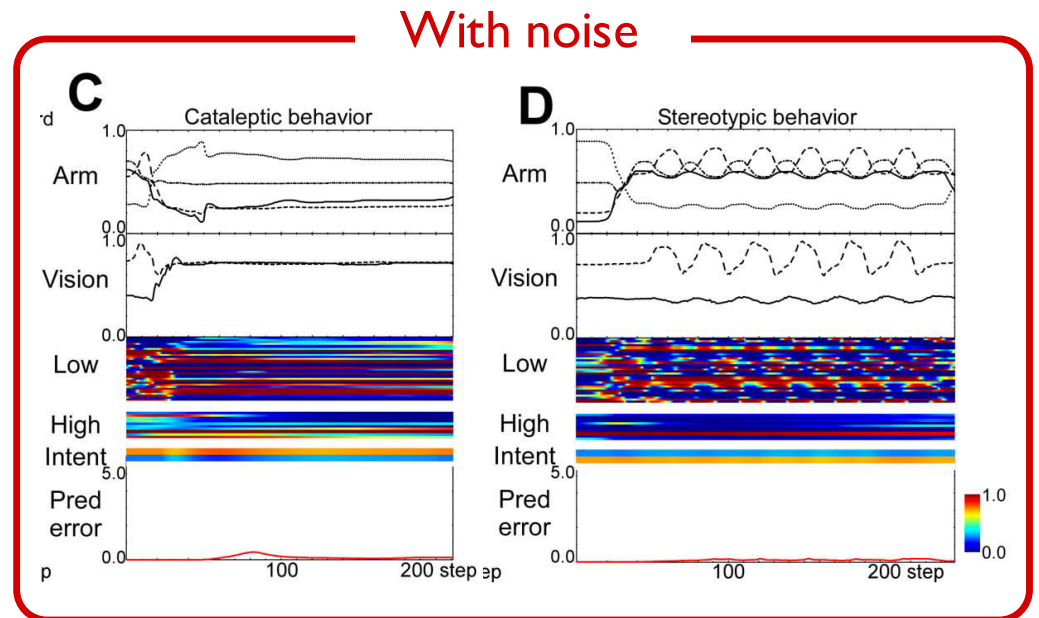 With noise
C
D
·d
Cataleptic behavior
Stereotypic behavior
1.0
Arm
0.0
1.0
Arm
0.0
1.0
Vision
0.0
1.0
Vision
0.0
Low
Low
High
High
Intent
Intent
5.0
Pred
error
0.0
5.0
Pred
error
0.0
1.0
0.0
p
100
200 step
ep
100
200 step